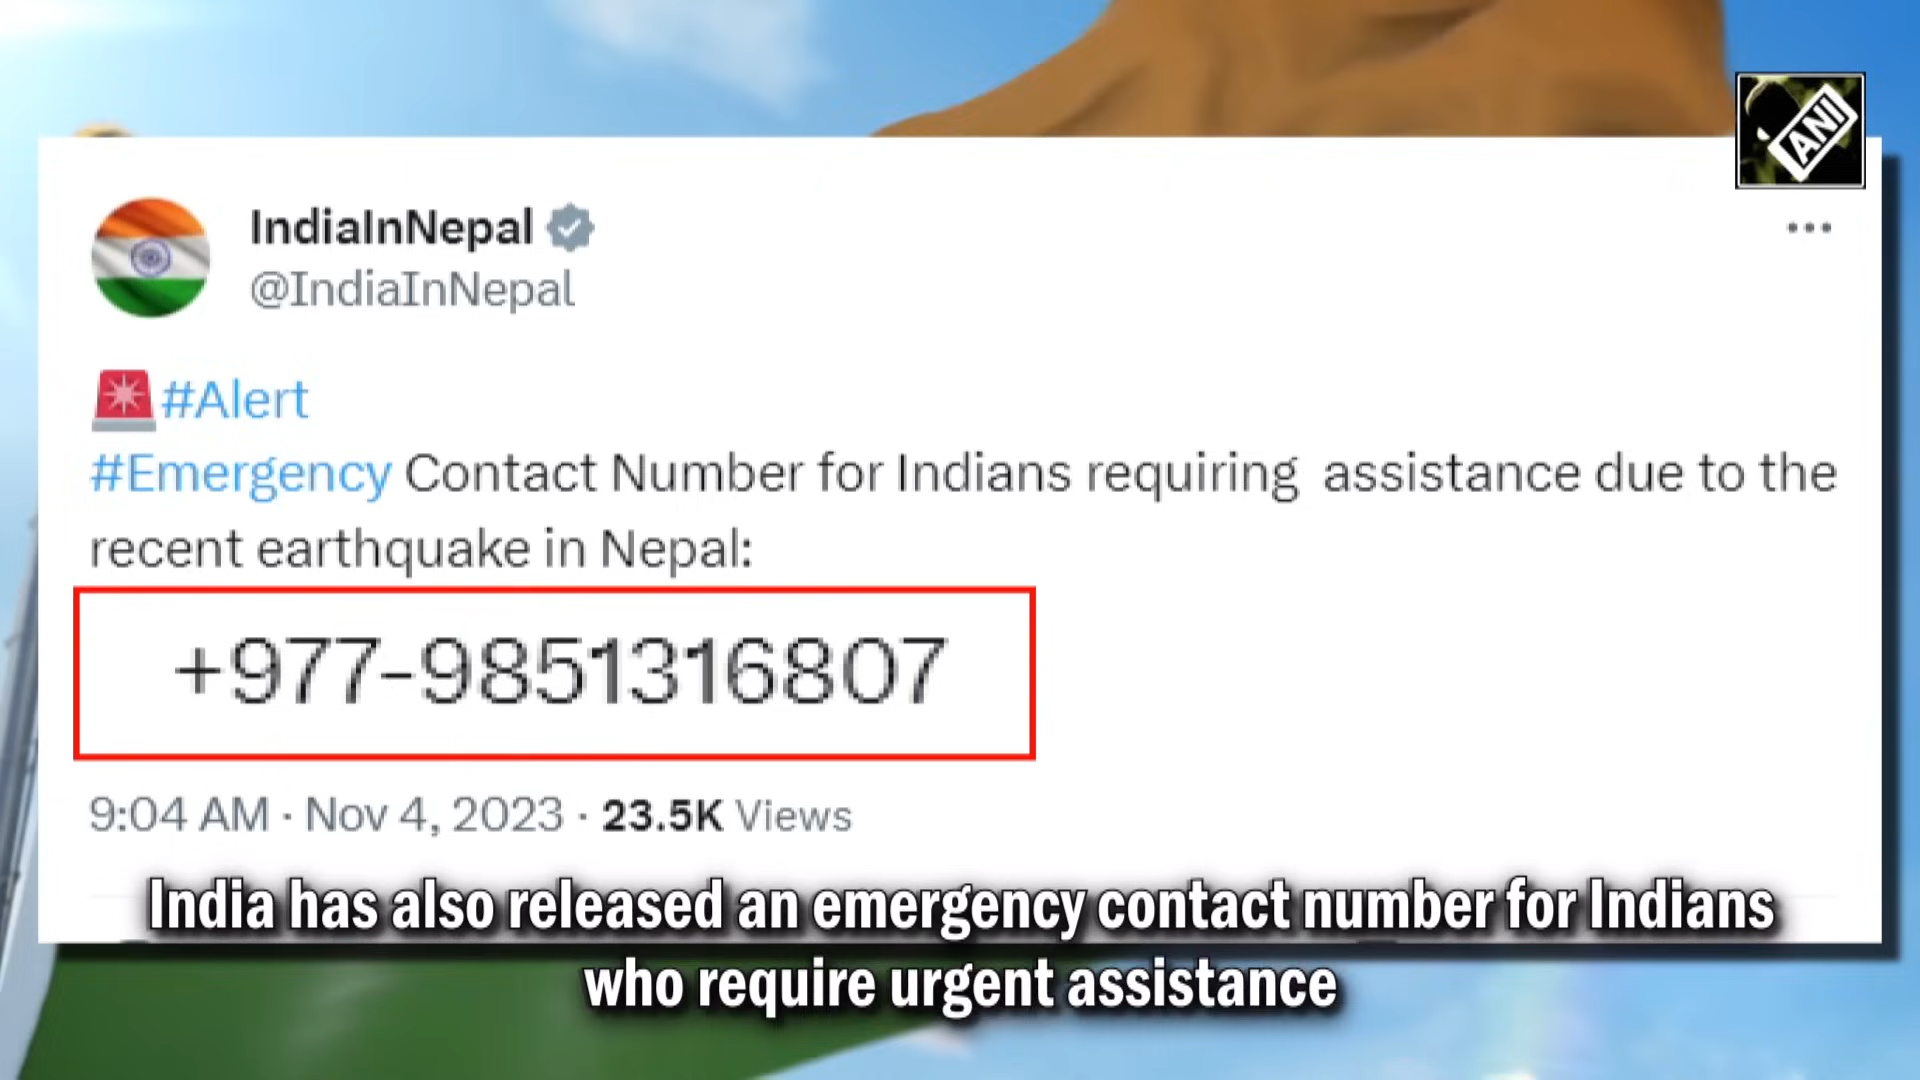 ANI
IndiaInNepal
@IndiaInNepal
#Alert
#Emergency Contact Number for Indians requiring assistance due to the
recent earthquake in Nepal:
+977-9851316807
9:04 AM · Nov 4, 2023 · 23.5K Views
India has also released an emergency contact number for Indians
who require urgent assistance